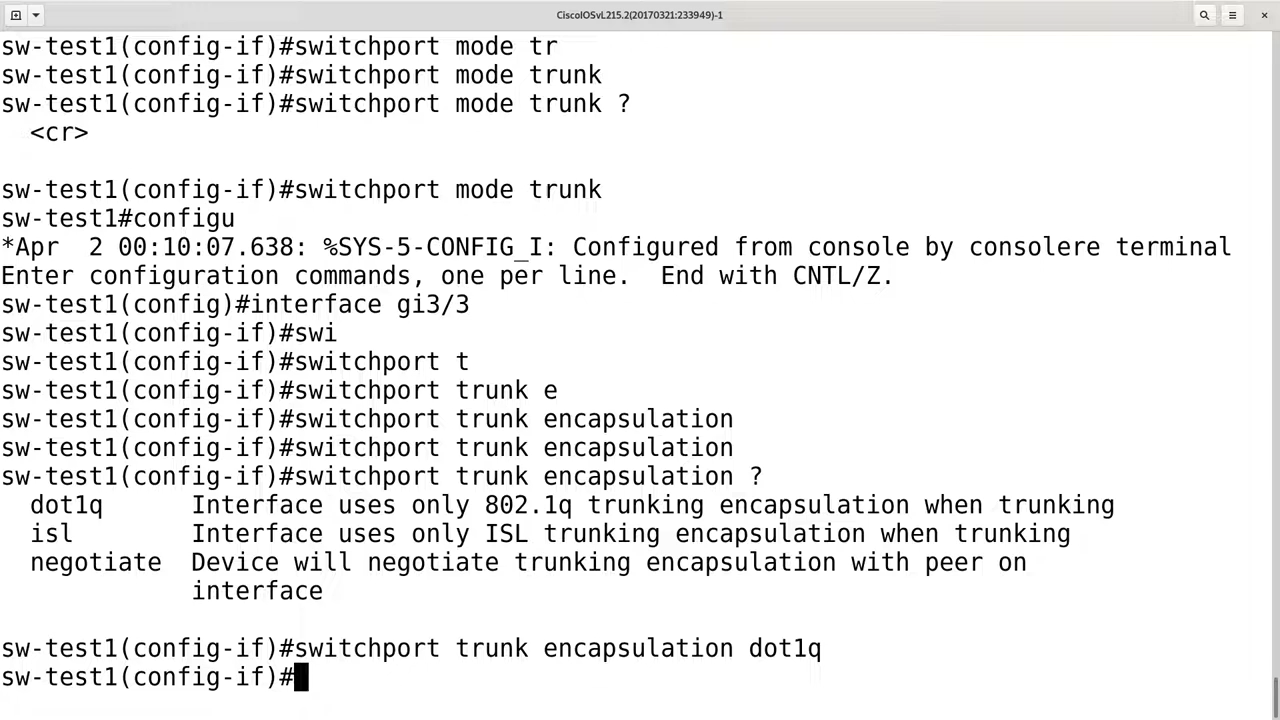 CiscoIOSvL215.2(20170321:233949)-1
sw-test1(config-if)#switchport mode tr
sw-test1(config-if)#switchport mode trunk
sw-test1(config-if)#switchport mode trunk ?
  <cr>
sw-test1(config-if)#switchport mode trunk
sw-test1#configu
*Apr  2 00:10:07.638: %SYS-5-CONFIG_I: Configured from console by consolere terminal
Enter configuration commands, one per line.  End with CNTL/Z.
sw-test1(config)#interface gi3/3
sw-test1(config-if)#swi
sw-test1(config-if)#switchport t
sw-test1(config-if)#switchport trunk e
sw-test1(config-if)#switchport trunk encapsulation
sw-test1(config-if)#switchport trunk encapsulation
sw-test1(config-if)#switchport trunk encapsulation ?
  dot1q      Interface uses only 802.1q trunking encapsulation when trunking
  isl        Interface uses only ISL trunking encapsulation when trunking
  negotiate  Device will negotiate trunking encapsulation with peer on
             interface
sw-test1(config-if)#switchport trunk encapsulation dot1q
sw-test1(config-if)#